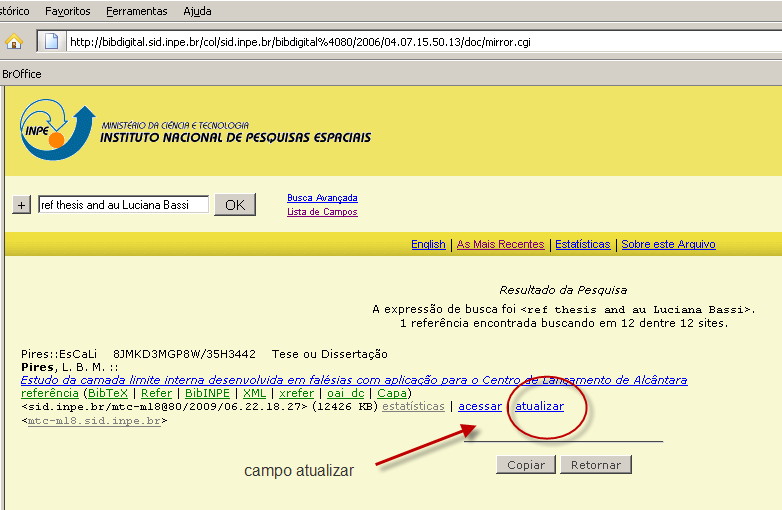 stórico Favoritos Ferramentas Ajuda
http://bibdigital.sid.inpe.br/col/sid.inpe.br/bibdigital%4080/2006/04.07.15.50.13/doc/mirror.cgi
BrOffice
INPE
MINISTÉRIO DA CIÊNCIA E TECNOLOGIA
INSTITUTO NACIONAL DE PESQUISAS ESPACIAIS
+ ref thesis and au Luciana Bassi OK
Busca Avançada
Lista de Campos
English | As Mais Recentes | Estatísticas | Sobre este Arquivo
Resultado da Pesquisa
A expressão de busca foi <ref thesis and au Luciana Bassi>.
1 referência encontrada buscando em 12 dentre 12 sites.
Pires::EsCaLi 8JMKD3MGP8W/35H3442 Tese ou Dissertação
Pires, L. B. M. ::
Estudo da camada limite interna desenvolvida em falésias com aplicação para o Centro de Lançamento de Alcântara
referência (BibTeX | Refer | BibINPE | XML | xrefer | oai_dc | Capa)
<sid.inpe.br/mtc-m18@80/2009/06.22.18.27> (12426 KB) estatísticas | acessar | atualizar
<mtc-m18.sid.inpe.br>
Copiar Retornar
campo atualizar